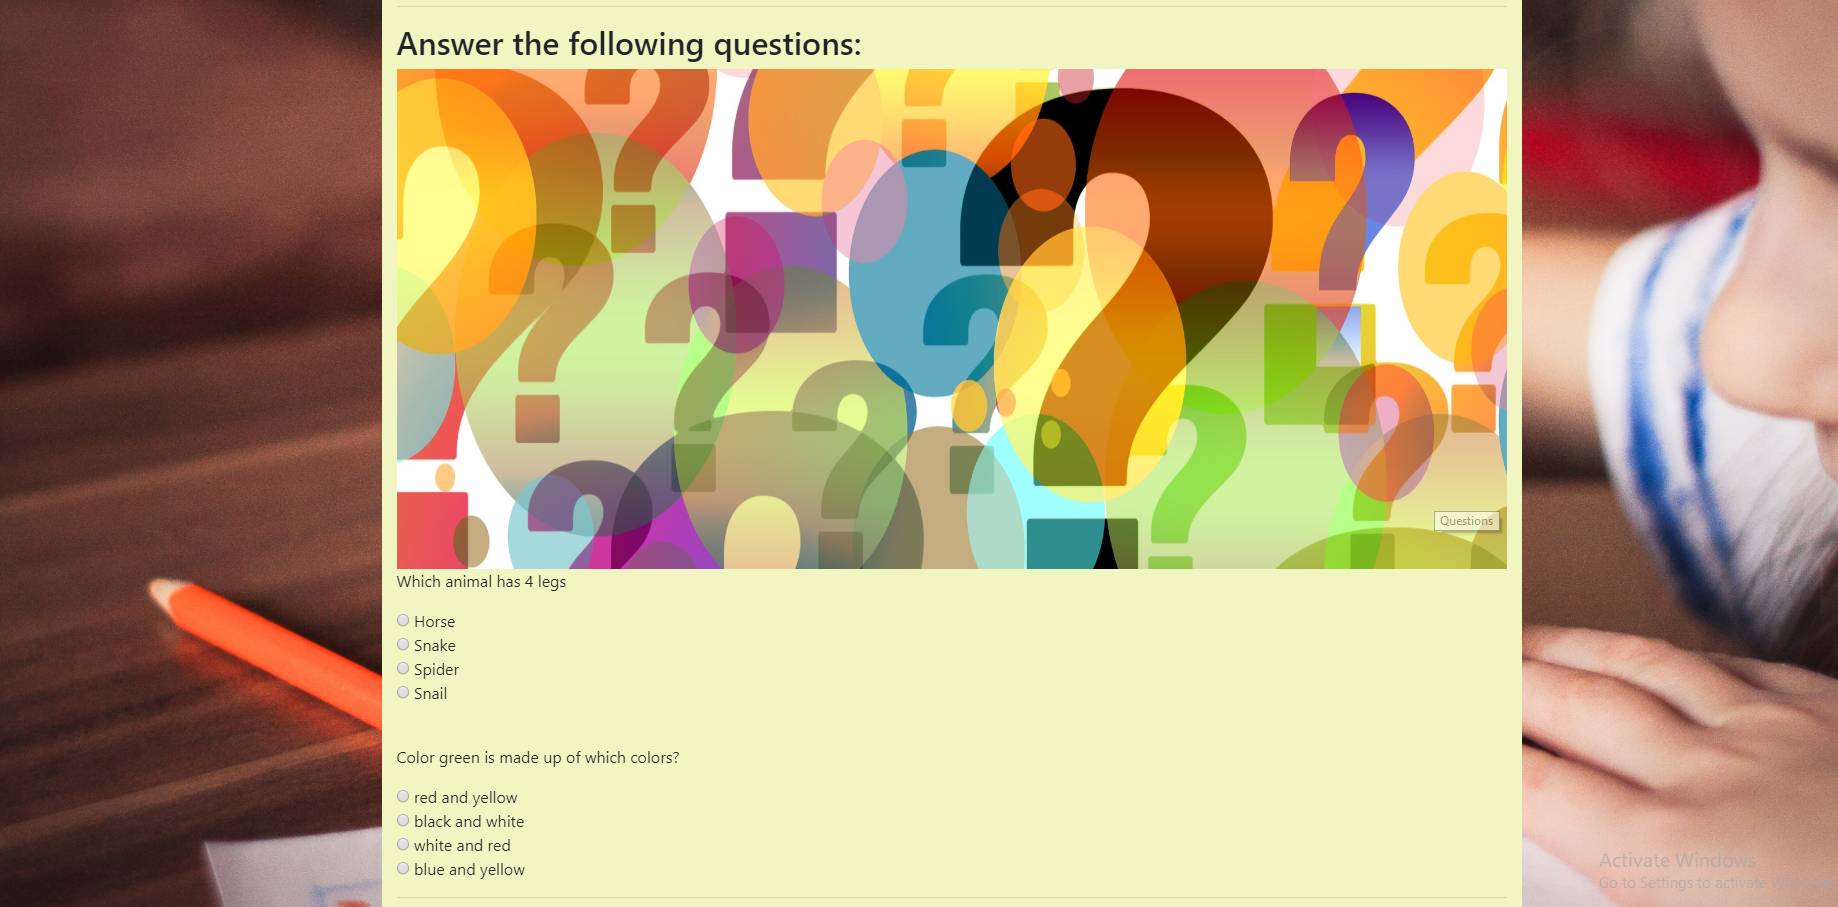 Answer the following questions:
Questions
Which animal has 4 legs
Horse
Snake
Spider
Snail
Color green is made up of which colors?
red and yellow
black and white
white and red
blue and yellow
Activate Windows
Go to Settings to activate Windows